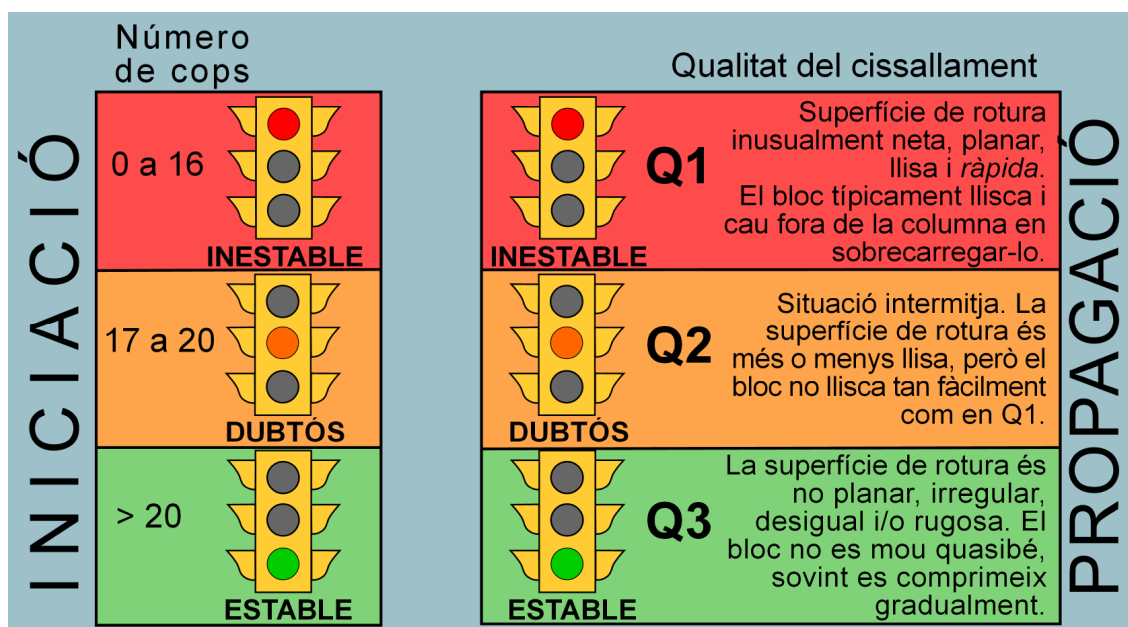 INICIACIÓ
Número
de cops
0 a 16
INESTABLE
17 a 20
DUBTÓS
> 20
ESTABLE
Qualitat del cissallament
Q1
INESTABLE
Superfície de rotura
inusualment neta, planar,
llisa i ràpida.
El bloc típicament llisca i
cau fora de la columna en
sobrecarregar-lo.
Q2
DUBTÓS
Situació intermitja. La
superfície de rotura és
més o menys llisa, però el
bloc no llisca tan fàcilment
com en Q1.
Q3
ESTABLE
La superfície de rotura és
no planar, irregular,
desigual i/o rugosa. El
bloc no es mou quasibé,
sovint es comprimeix
gradualment.
PROPAGACIÓ